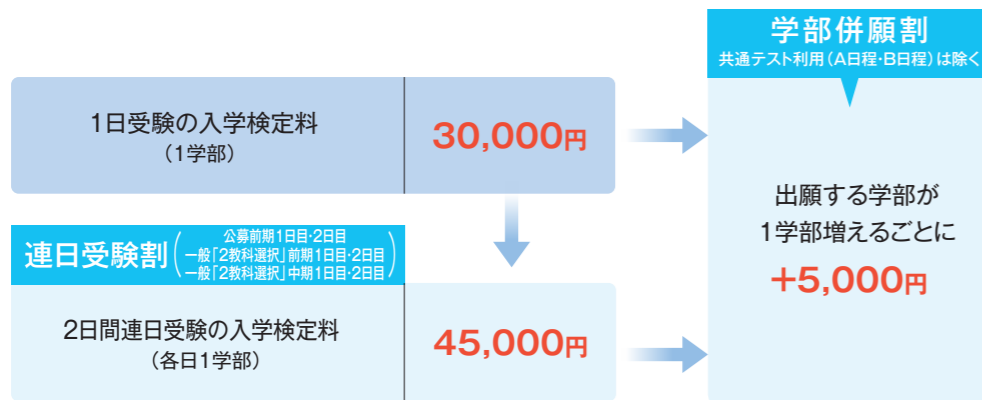 1日受験の入学検定料
（1学部）
30,000円
連日受験割
公募前期1日目・2日目
一般「2教科選択」前期1日目・2日目
一般「2教科選択」中期1日目・2日目
2日間連日受験の入学検定料
（各日1学部）
45,000円
学部併願割
共通テスト利用（A日程・B日程）は除く
出願する学部が
1学部増えるごとに
+5,000円